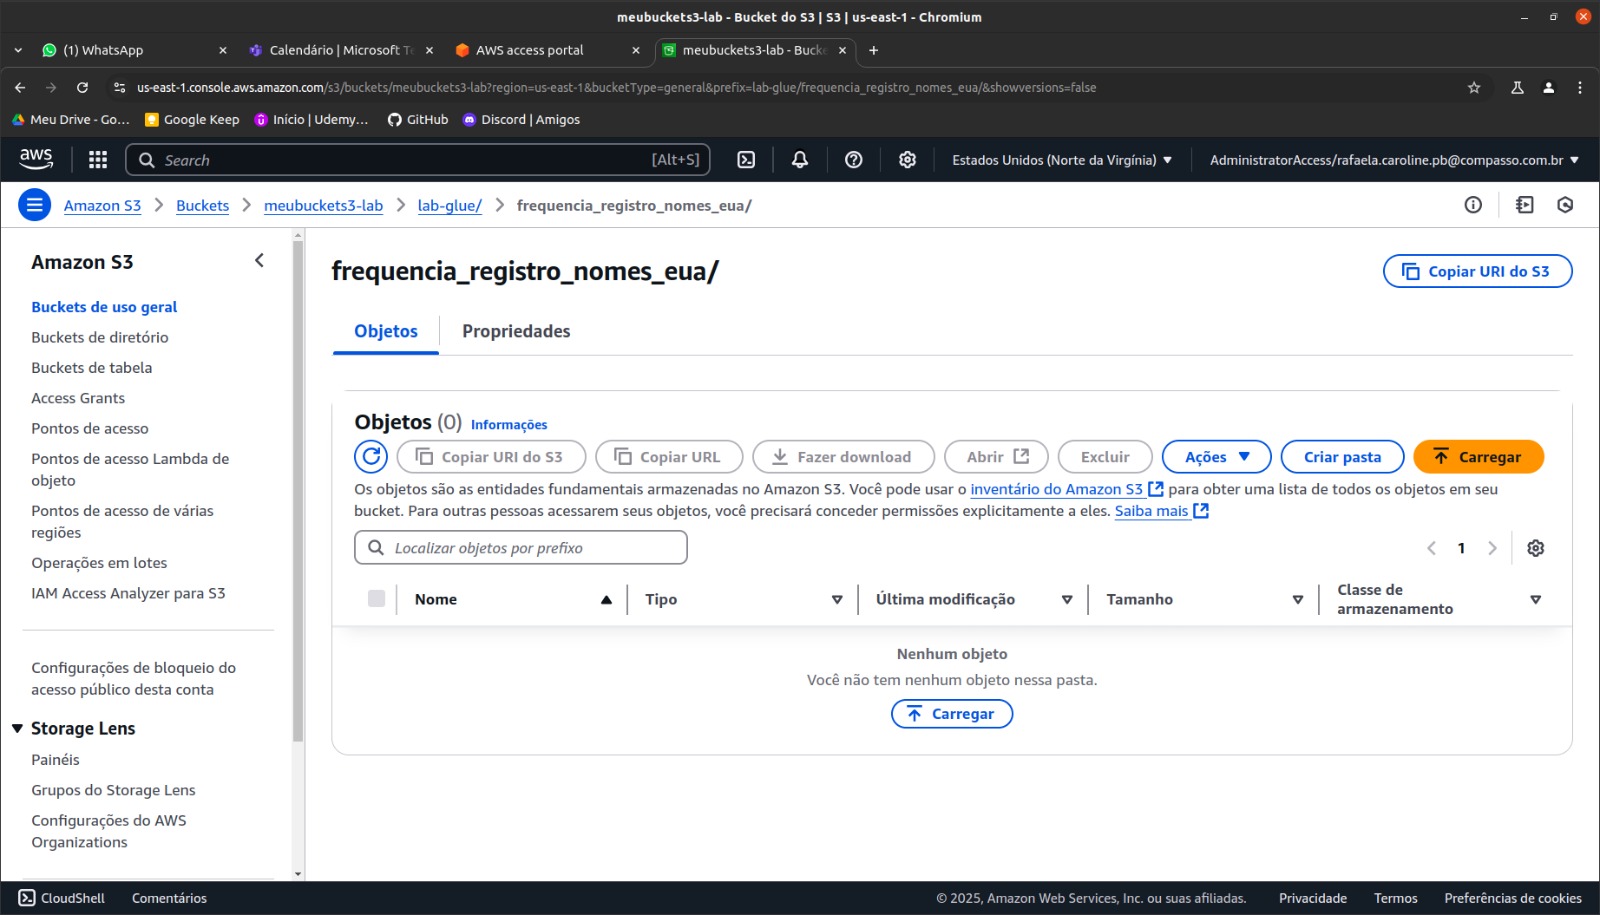 meubuckets3-lab - Bucket do S3 | S3 | us-east-1 - Chromium
(1) WhatsApp
Calendário | Microsoft Te
AWS access portal
meubuckets3-lab - Bucke
us-east-1.console.aws.amazon.com/s3/buckets/meubuckets3-lab?region=us-east-1&bucketType=general&prefix=lab-glue/frequencia_registro_nomes_eua/&showversions=false
Meu Drive - Go... Google Keep Início | Udemy... GitHub Discord | Amigos
aws Search [Alt+S] Estados Unidos (Norte da Virgínia) AdministratorAccess/rafaela.caroline.pb@compasso.com.br
Amazon S3 > Buckets > meubuckets3-lab > lab-glue/ > frequencia_registro_nomes_eua/
Amazon S3
Buckets de uso geral
Buckets de diretório
Buckets de tabela
Access Grants
Pontos de acesso
Pontos de acesso Lambda de
objeto
Pontos de acesso de várias
regiões
Operações em lotes
IAM Access Analyzer para S3
Configurações de bloqueio do
acesso público desta conta
Storage Lens
Painéis
Grupos do Storage Lens
Configurações do AWS
Organizations
frequencia_registro_nomes_eua/
Copiar URI do S3
Objetos Propriedades
Objetos (0) Informações
Copiar URI do S3 Copiar URL Fazer download Abrir Excluir Ações Criar pasta Carregar
Os objetos são as entidades fundamentais armazenadas no Amazon S3. Você pode usar o inventário do Amazon S3 para obter uma lista de todos os objetos em seu
bucket. Para outras pessoas acessarem seus objetos, você precisará conceder permissões explicitamente a eles. Saiba mais
Localizar objetos por prefixo
1
Nome Tipo Última modificação Tamanho Classe de
armazenamento
Nenhum objeto
Você não tem nenhum objeto nessa pasta.
Carregar
CloudShell Comentários © 2025, Amazon Web Services, Inc. ou suas afiliadas. Privacidade Termos Preferências de cookies